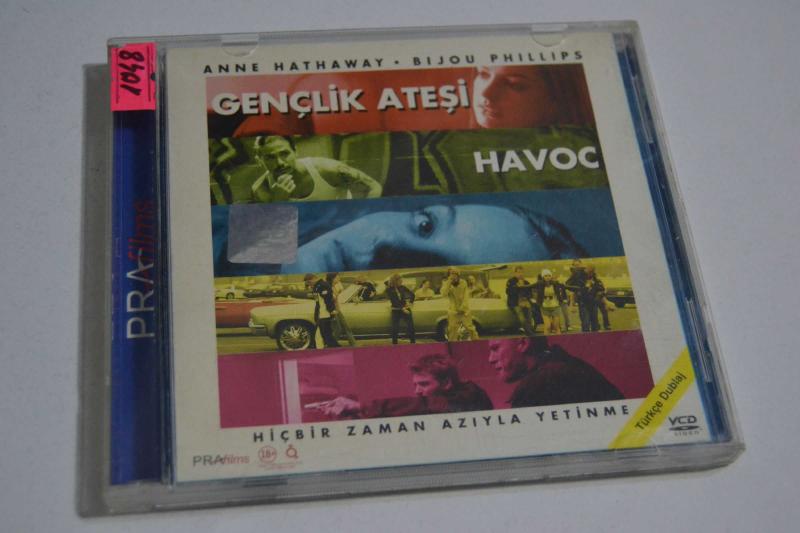 1048
ANNE HATHAWAY • BIJOU PHILLIPS
GENÇLİK ATEŞİ
HAVOC
PRAfilms
Türkçe Dublaj
HİÇBİR ZAMAN AZIYLA YETİNME
PRAfilms
18+
VCD
VIDEO